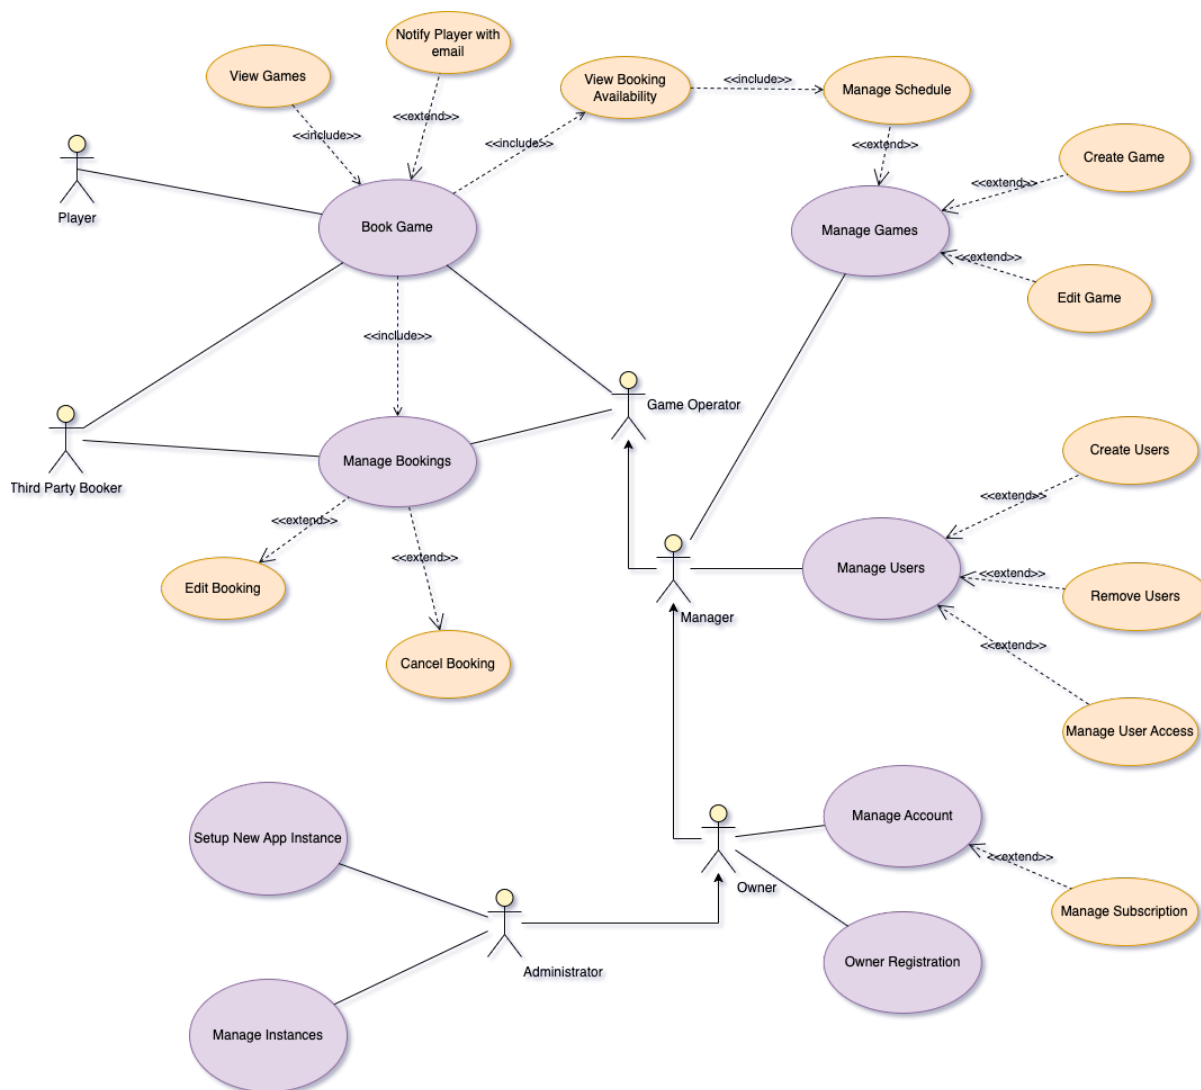 Notify Player with
email
View Games
View Booking
Availability
<<include>>
Manage Schedule
<<extend>>
<<include>>
<<include>>
<<extend>>
Create Game
<<extend>>
Player
Book Game
Manage Games
<<extend>>
Edit Game
<<include>>
Game Operator
Third Party Booker
Manage Bookings
Create Users
<<extend>>
<<extend>>
<<extend>>
Edit Booking
Manager
Manage Users
<<extend>>
Remove Users
<<extend>>
Cancel Booking
Manage User Access
Setup New App Instance
Manage Account
<<extend>>
Owner
Manage Subscription
Administrator
Owner Registration
Manage Instances